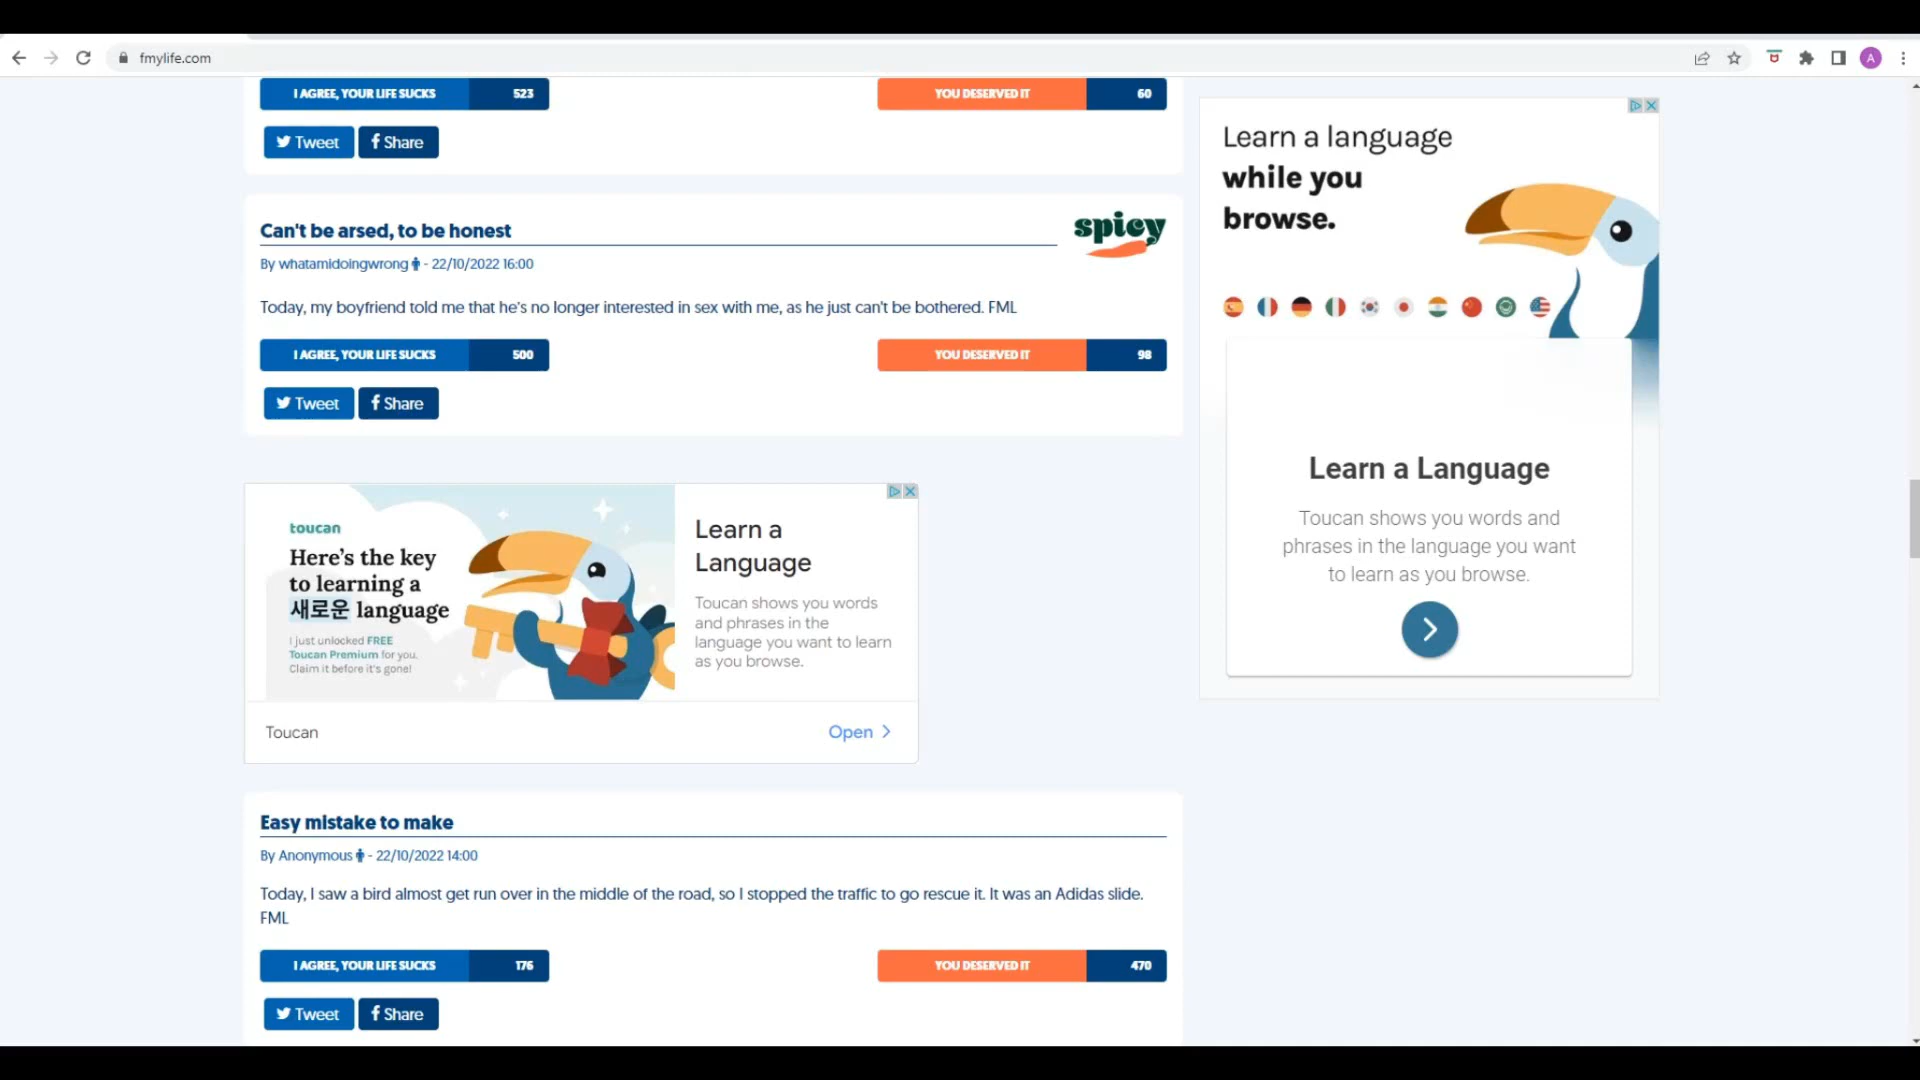 fmylife.com
A
I AGREE, YOUR LIFE SUCKS 523
YOU DESERVED IT 60
Tweet
Share
Can't be arsed, to be honest
spicy
By whatamidoingwrong - 22/10/2022 16:00
Today, my boyfriend told me that he's no longer interested in sex with me, as he just can't be bothered. FML
I AGREE, YOUR LIFE SUCKS 500
YOU DESERVED IT 98
Tweet
Share
toucan
Here's the key
to learning a
새로운 language
I just unlocked FREE
Toucan Premium for you.
Claim it before it's gone!
Learn a
Language
Toucan shows you words
and phrases in the
language you want to learn
as you browse.
Toucan
Open
Easy mistake to make
By Anonymous - 22/10/2022 14:00
Today, I saw a bird almost get run over in the middle of the road, so I stopped the traffic to go rescue it. It was an Adidas slide.
FML
I AGREE, YOUR LIFE SUCKS 176
YOU DESERVED IT 470
Tweet
Share
Learn a language
while you
browse.
Learn a Language
Toucan shows you words and
phrases in the language you want
to learn as you browse.